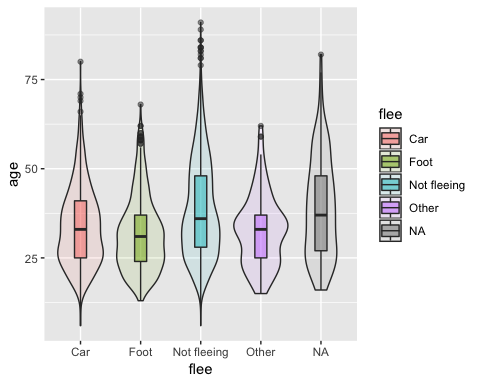 75
50
25
age
Car
Foot
Not fleeing
Other
NA
flee
flee
Car
Foot
Not fleeing
Other
NA